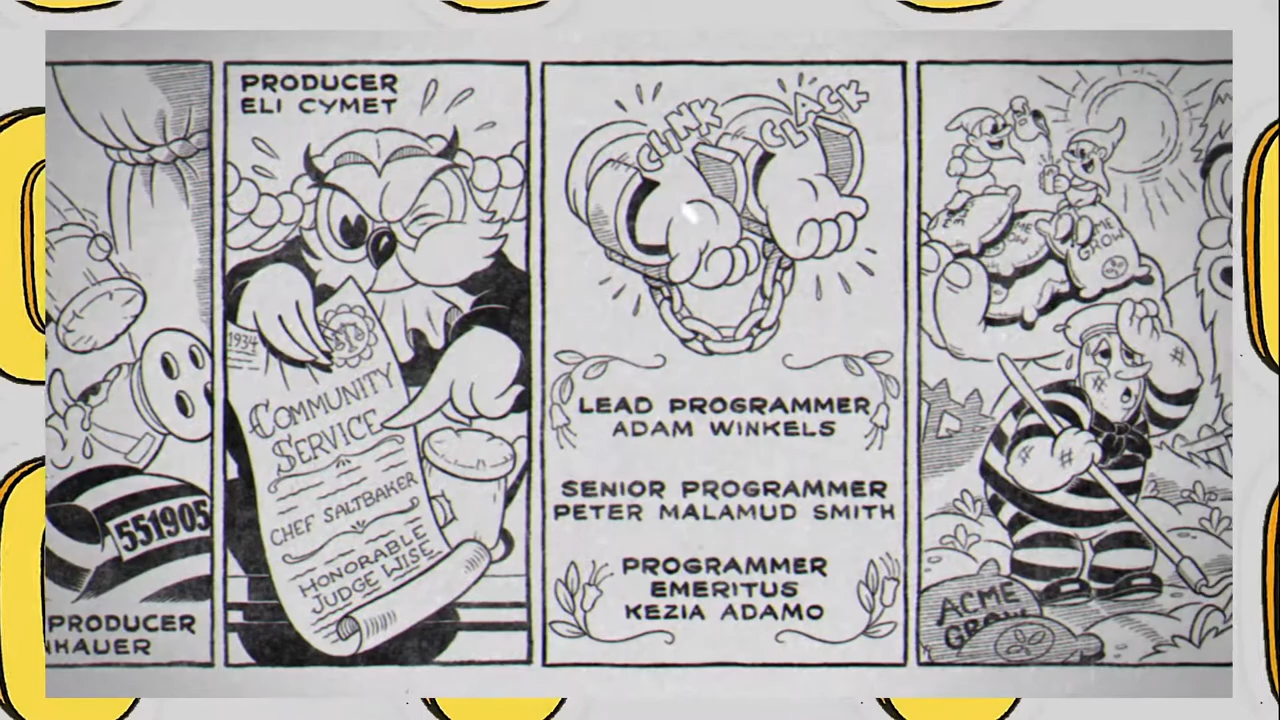 551905
PRODUCER
NHAUER
PRODUCER
ELI CYMET
1934
COMMUNITY
SERVICE
CHEF SALTBAKER
HONORABLE
JUDGE WISE
CLINK
CLACK
LEAD PROGRAMMER
ADAM WINKELS
SENIOR PROGRAMMER
PETER MALAMUD SMITH
PROGRAMMER
EMERITUS
KEZIA ADAMO
GROW
ACME
GROW